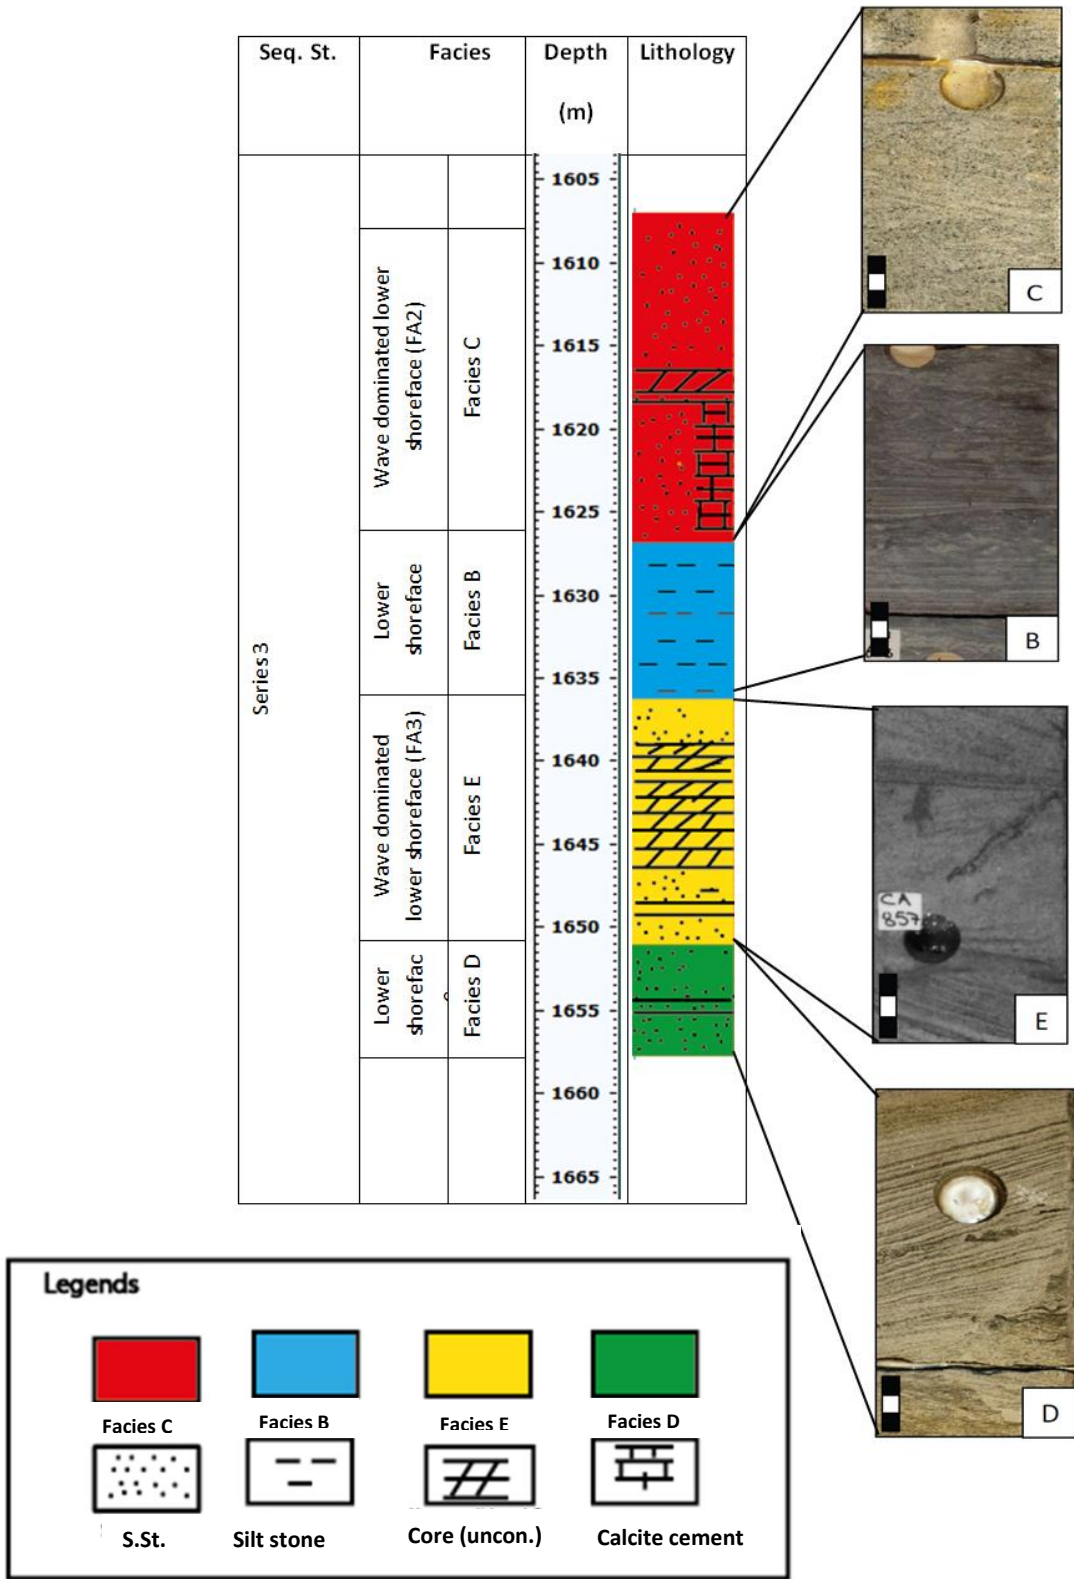 Seq. St.
Facies
Depth
(m)
Lithology
Series 3
Wave dominated lower
shoreface (FA2)
Facies C
Lower
shoreface
Facies B
Wave dominated
lower shoreface (FA3)
Facies E
Lower
shorefac
Facies D
1605
1610
1615
1620
1625
1630
1635
1640
1645
1650
1655
1660
1665
C
B
CA
857
E
D
Legends
Facies C
Facies B
Facies E
Facies D
S.St.
Silt stone
Core (uncon.)
Calcite cement